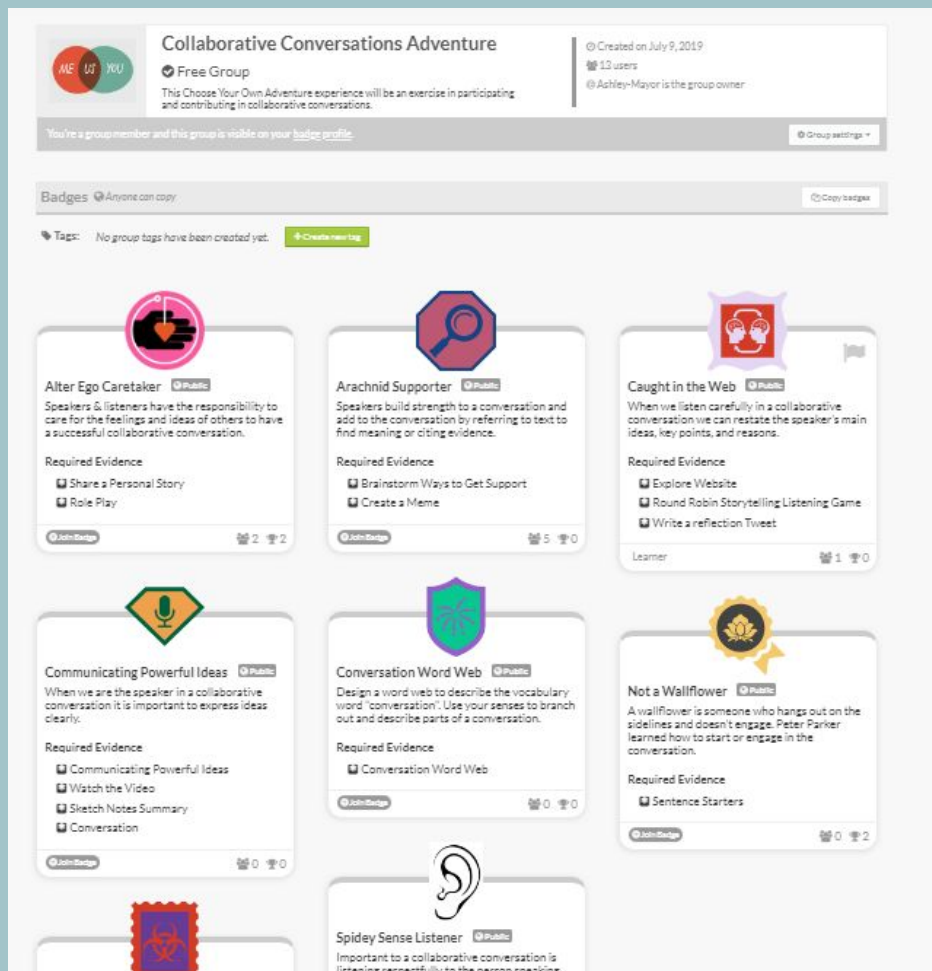 ME US YOU
Collaborative Conversations Adventure
Free Group
This Choose Your Own Adventure experience will be an exercise in participating
and contributing in collaborative conversations.
Created on July 9, 2019
13 users
Ashley-Mayor is the group owner
You're a group member and this group is visible on your badge profile.
Group settings
Badges Anyone can copy
Copy badges
Tags: No group tags have been created yet. +Create new tag
Alter Ego Caretaker Public
Speakers & listeners have the responsibility to
care for the feelings and ideas of others to have
a successful collaborative conversation.
Required Evidence
Share a Personal Story
Role Play
Join Badge 2 2
Arachnid Supporter Public
Speakers build strength to a conversation and
add to the conversation by referring to text to
find meaning or citing evidence.
Required Evidence
Brainstorm Ways to Get Support
Create a Meme
Join Badge 5 0
Caught in the Web Public
When we listen carefully in a collaborative
conversation we can restate the speaker's main
ideas, key points, and reasons.
Required Evidence
Explore Website
Round Robin Storytelling Listening Game
Write a reflection Tweet
Learner 1 0
Communicating Powerful Ideas Public
When we are the speaker in a collaborative
conversation it is important to express ideas
clearly.
Required Evidence
Communicating Powerful Ideas
Watch the Video
Sketch Notes Summary
Conversation
Join Badge 0 0
Conversation Word Web Public
Design a word web to describe the vocabulary
word "conversation". Use your senses to branch
out and describe parts of a conversation.
Required Evidence
Conversation Word Web
Join Badge 0 0
Not a Wallflower Public
A wallflower is someone who hangs out on the
sidelines and doesn't engage. Peter Parker
learned how to start or engage in the
conversation.
Required Evidence
Sentence Starters
Join Badge 0 2
Spidey Sense Listener Public
Important to a collaborative conversation is
listening respectfully to the person speaking